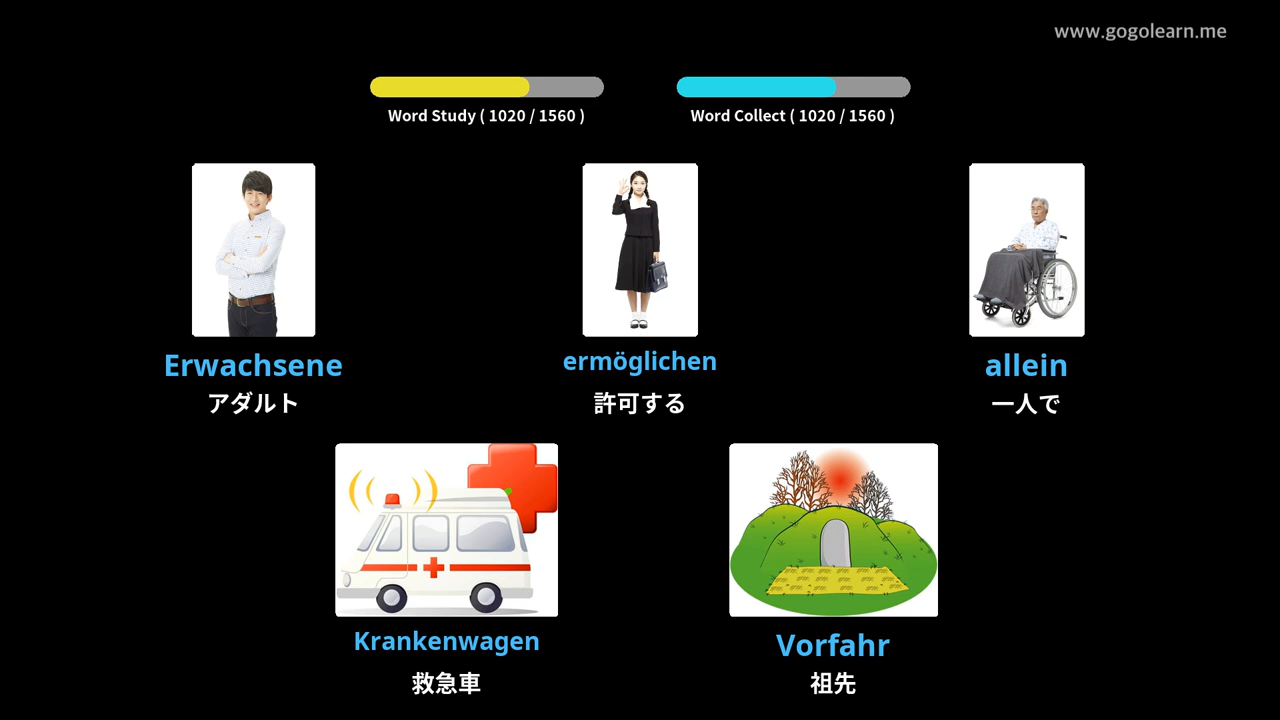 www.gogolearn.me
Word Study ( 1020 / 1560 )
Word Collect ( 1020 / 1560 )
Erwachsene
アダルト
ermöglichen
許可する
allein
一人で
Krankenwagen
救急車
Vorfahr
祖先